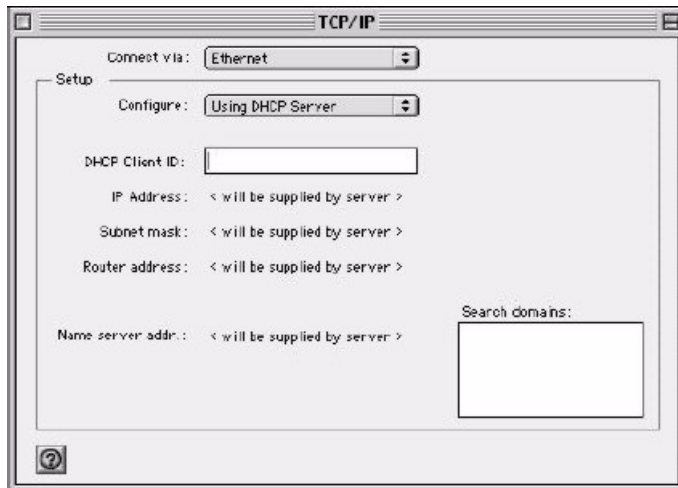 TCP/IP
Connect via: Ethernet
Setup
Configure: Using DHCP Server
DHCP Client ID:
IP Address: < will be supplied by server >
Subnet mask: < will be supplied by server >
Router address: < will be supplied by server >
Search domains:
Name server addr.: < will be supplied by server >
?